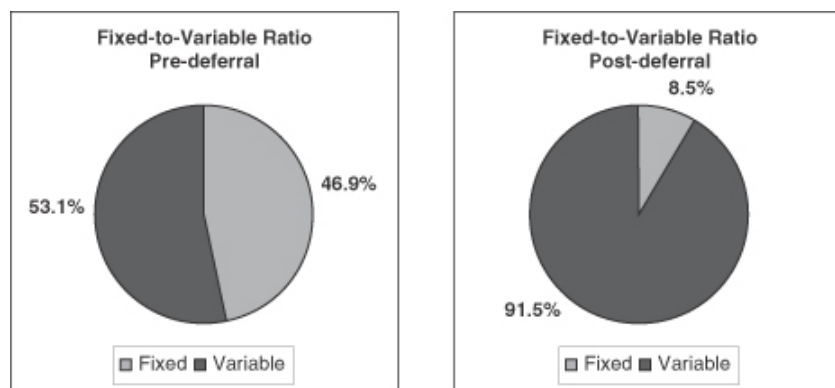 Fixed-to-Variable Ratio
Pre-deferral
53.1%
46.9%
Fixed Variable
Fixed-to-Variable Ratio
Post-deferral
8.5%
91.5%
Fixed Variable